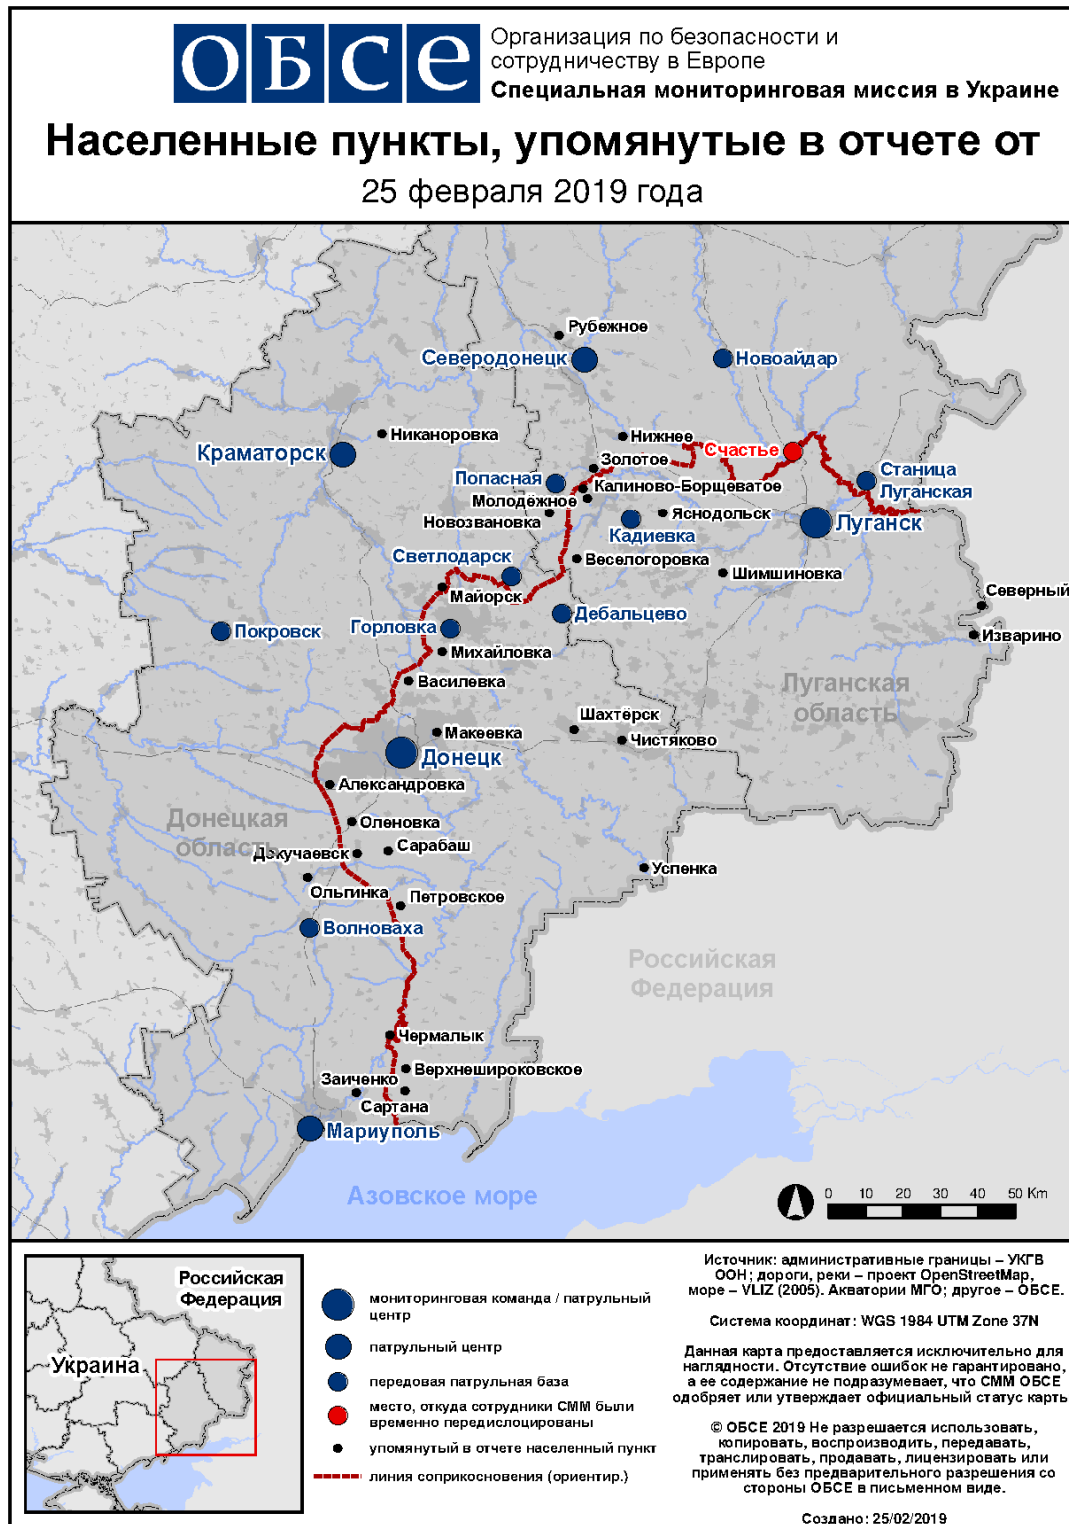 ОБСЕ
Организация по безопасности и
сотрудничеству в Европе
Специальная мониторинговая миссия в Украине
Населенные пункты, упомянутые в отчете от
25 февраля 2019 года
Рубежное
Северодонецк
Новоайдар
Никаноровка
Нижнее
Краматорск
Счастье
Золотое
Попасная
Калиново-Борщеватое
Станица
Луганская
Молодёжное
Новозвановка
Яснодольск
Луганск
Кадиевка
Светлодарск
Веселогоровка
Шимшиновка
Майорск
Северный
Дебальцево
Покровск
Горловка
Изварино
Михайловка
Василевка
Луганская
область
Шахтёрск
Макеевка
Чистяково
Донецк
Александровка
Донецкая
область
Оленовка
Сарабаш
Докучаевск
Успенка
Ольгинка
Петровское
Волноваха
Российская
Федерация
Чермалык
Верхнешироковское
Заиченко
Сартана
Мариуполь
Азовское море
0 10 20 30 40 50 Km
Российская
Федерация
Украина
мониторинговая команда / патрульный
центр
патрульный центр
передовая патрульная база
место, откуда сотрудники СММ были
временно передислоцированы
упомянутый в отчете населенный пункт
линия соприкосновения (ориентир.)
Источник: административные границы – УКГВ
ООН; дороги, реки – проект OpenStreetMap,
море – VLIZ (2005). Акватории МГО; другое – ОБСЕ.
Система координат: WGS 1984 UTM Zone 37N
Данная карта предоставляется исключительно для
наглядности. Отсутствие ошибок не гарантировано,
а ее содержание не подразумевает, что СММ ОБСЕ
одобряет или утверждает официальный статус карты
© ОБСЕ 2019 Не разрешается использовать,
копировать, воспроизводить, передавать,
транслировать, продавать, лицензировать или
применять без предварительного разрешения со
стороны ОБСЕ в письменном виде.
Создано: 25/02/2019